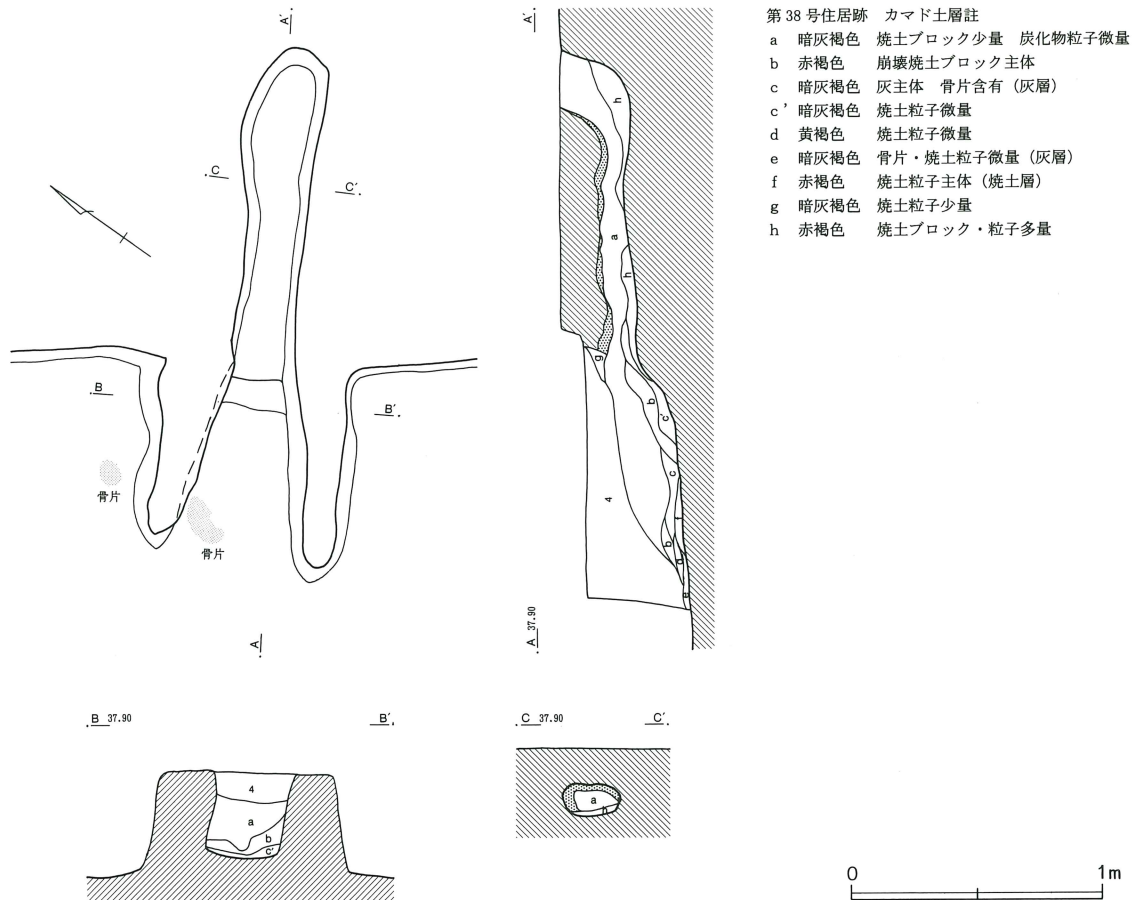 第38号住居跡 カマド土層註
a 暗灰褐色 焼土ブロック少量 炭化物粒子微量
b 赤褐色 崩壊焼土ブロック主体
c 暗灰褐色 灰主体 骨片含有（灰層）
c' 暗灰褐色 焼土粒子微量
d 黄褐色 焼土粒子微量
e 暗灰褐色 骨片・焼土粒子微量（灰層）
f 赤褐色 焼土粒子主体（焼土層）
g 暗灰褐色 焼土粒子少量
h 赤褐色 焼土ブロック・粒子多量
A'
C
C'
B
B'
骨片
骨片
A
A'
h
a
h
g
b
c'
4
c
f
b
d
e
A 37.90
B 37.90
B'
4
a
b
c'
C 37.90
C'
a
h
0
1m